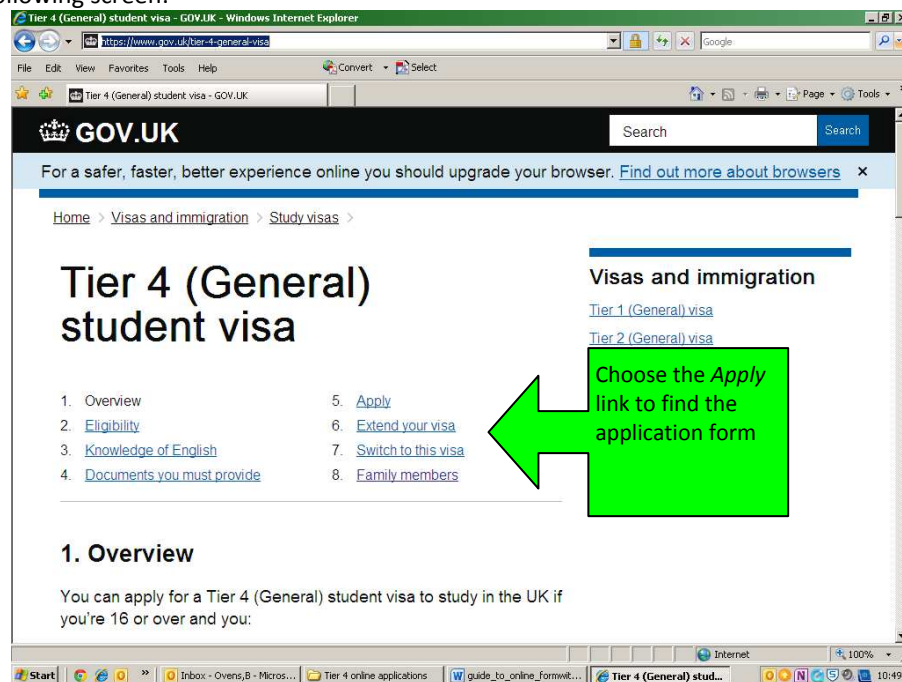 ollowing screen:
Tier 4 (General) student visa - GOV.UK - Windows Internet Explorer
https://www.gov.uk/tier-4-general-visa
Google
File Edit View Favorites Tools Help
Convert Select
Tier 4 (General) student visa - GOV.UK
Page Tools
GOV.UK
Search
Search
For a safer, faster, better experience online you should upgrade your browser. Find out more about browsers ×
Home > Visas and immigration > Study visas >
Tier 4 (General)
student visa
1. Overview
2. Eligibility
3. Knowledge of English
4. Documents you must provide
5. Apply
6. Extend your visa
7. Switch to this visa
8. Family members
Visas and immigration
Tier 1 (General) visa
Tier 2 (General) visa
Choose the Apply
link to find the
application form
1. Overview
You can apply for a Tier 4 (General) student visa to study in the UK if
you're 16 or over and you:
Internet
100%
Start
Inbox - Ovens,B - Micros...
Tier 4 online applications
guide_to_online_formwit...
Tier 4 (General) stud...
10:49